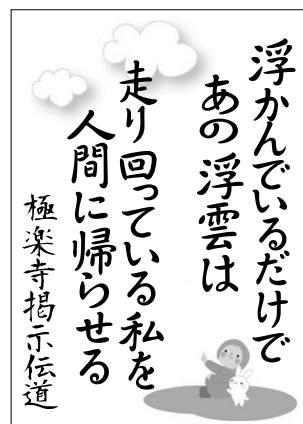 浮かんでいるだけで
あの浮雲は
走り回っている私を
人間に帰らせる
極楽寺掲示伝道